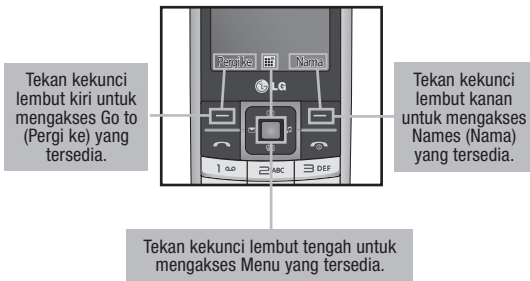 Pergi ke
Nama
LG
Tekan kekunci
lembut kiri untuk
mengakses Go to
(Pergi ke) yang
tersedia.
Tekan kekunci
lembut kanan
untuk mengakses
Names (Nama)
yang tersedia.
1
2 ABC
3 DEF
Tekan kekunci lembut tengah untuk
mengakses Menu yang tersedia.